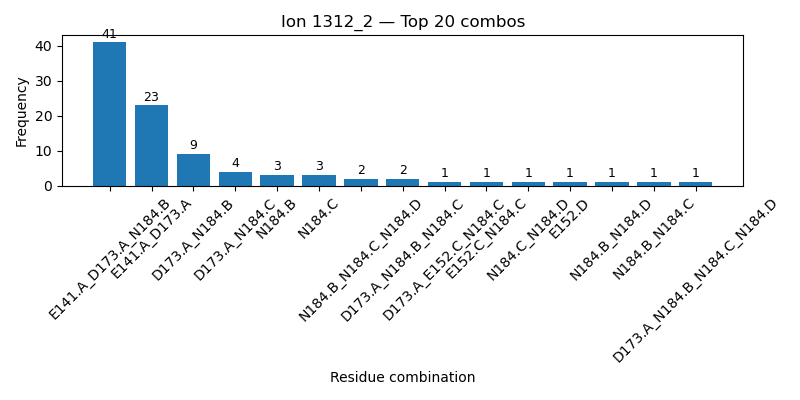 Ion 1312_2 — Top 20 combos
Frequency
40
30
20
10
0
41
23
9
4
3
3
2
2
1
1
1
1
1
1
1
E141.A_D173.A_N184.B
E141.A_D173.A
D173.A_N184.B
D173.A_N184.C
N184.B
N184.C
N184.B_N184.C_N184.D
D173.A_N184.B_N184.C
D173.A_E152.C_N184.C
E152.C_N184.C
N184.C_N184.D
E152.D
N184.B_N184.D
N184.B_N184.C
D173.A_N184.B_N184.C_N184.D
Residue combination